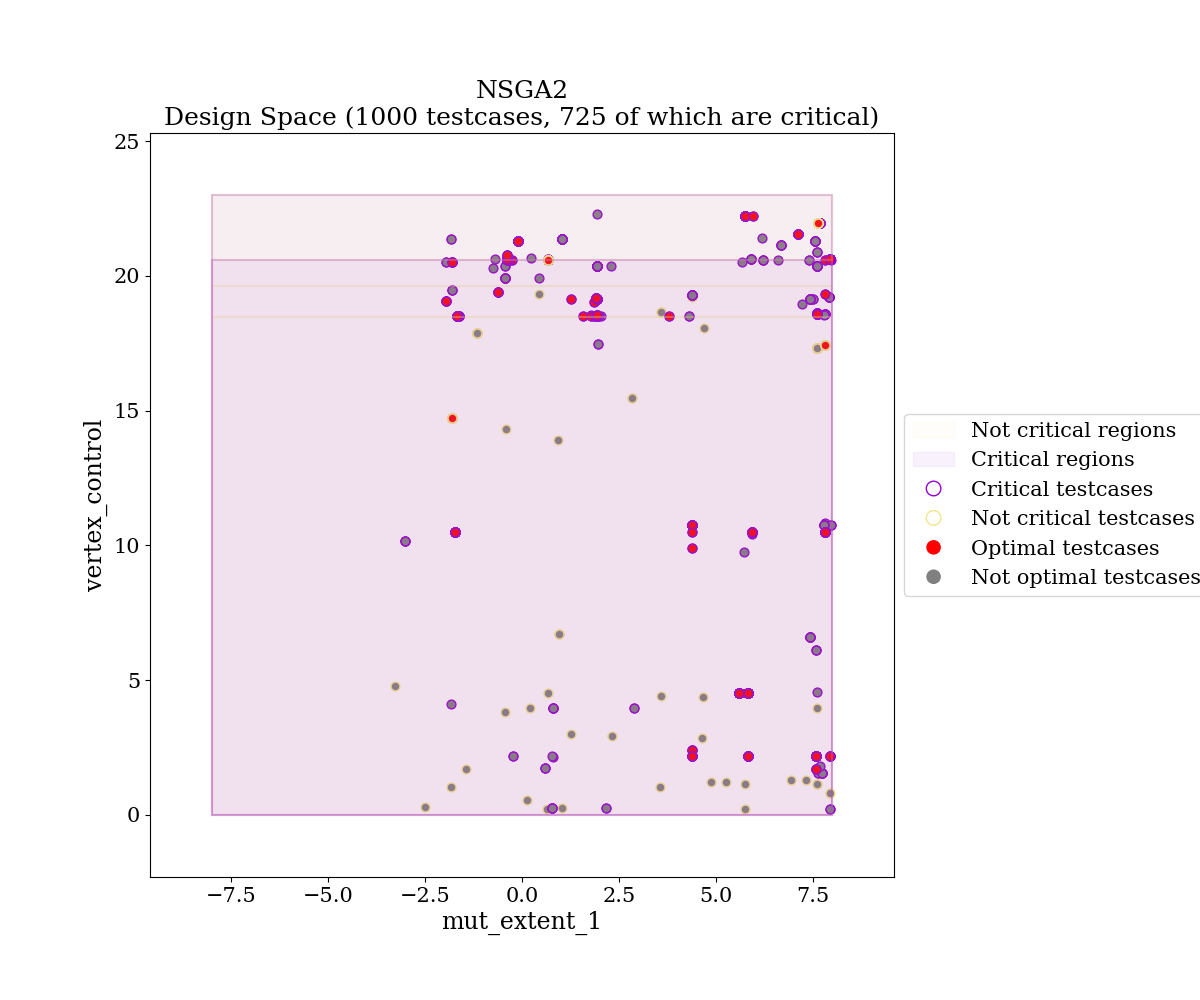 NSGA2
Design Space (1000 testcases, 725 of which are critical)
25
20
15
10
5
0
−7.5
−5.0
−2.5
0.0
2.5
5.0
7.5
mut_extent_1
vertex_control
Not critical regions
Critical regions
Critical testcases
Not critical testcases
Optimal testcases
Not optimal testcases